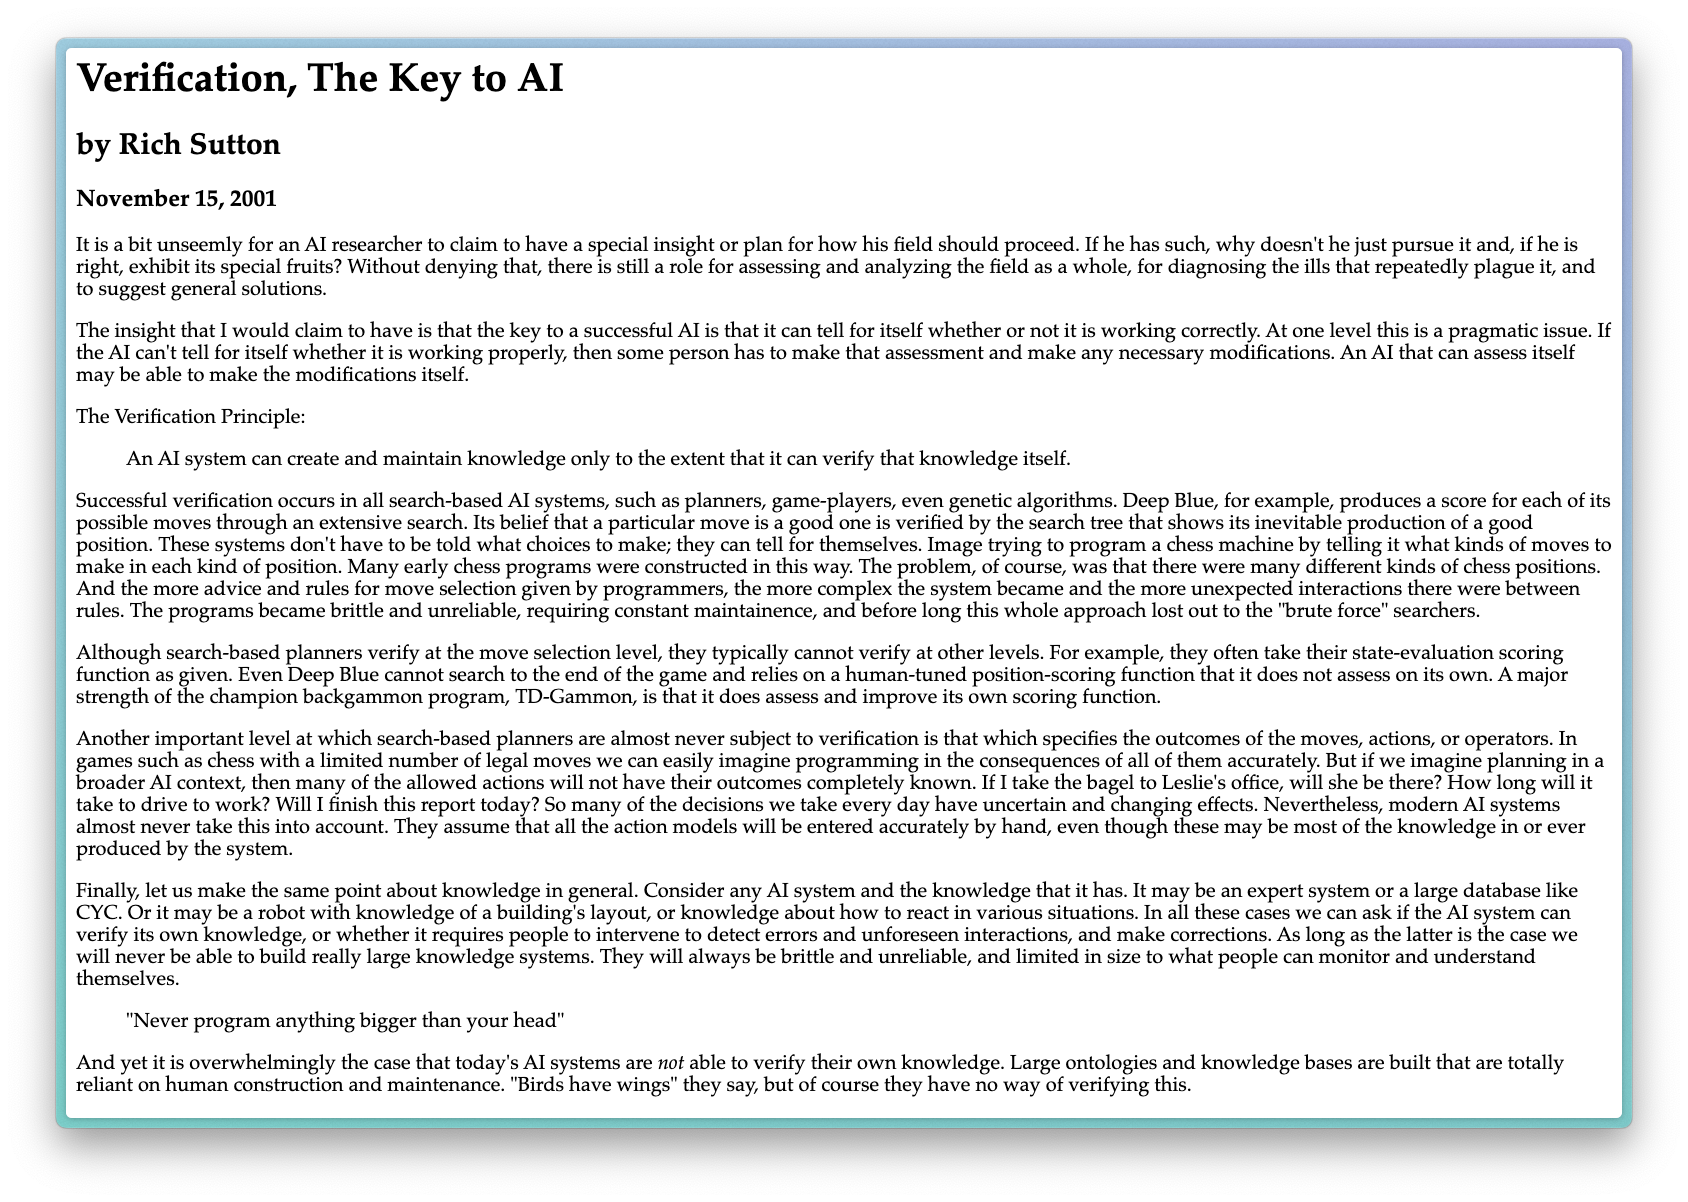 Verification, The Key to AI
by Rich Sutton
November 15, 2001
It is a bit unseemly for an AI researcher to claim to have a special insight or plan for how his field should proceed. If he has such, why doesn't he just pursue it and, if he is
right, exhibit its special fruits? Without denying that, there is still a role for assessing and analyzing the field as a whole, for diagnosing the ills that repeatedly plague it, and
to suggest general solutions.
The insight that I would claim to have is that the key to a successful AI is that it can tell for itself whether or not it is working correctly. At one level this is a pragmatic issue. If
the AI can't tell for itself whether it is working properly, then some person has to make that assessment and make any necessary modifications. An AI that can assess itself
may be able to make the modifications itself.
The Verification Principle:
An AI system can create and maintain knowledge only to the extent that it can verify that knowledge itself.
Successful verification occurs in all search-based AI systems, such as planners, game-players, even genetic algorithms. Deep Blue, for example, produces a score for each of its
possible moves through an extensive search. Its belief that a particular move is a good one is verified by the search tree that shows its inevitable production of a good
position. These systems don't have to be told what choices to make; they can tell for themselves. Image trying to program a chess machine by telling it what kinds of moves to
make in each kind of position. Many early chess programs were constructed in this way. The problem, of course, was that there were many different kinds of chess positions.
And the more advice and rules for move selection given by programmers, the more complex the system became and the more unexpected interactions there were between
rules. The programs became brittle and unreliable, requiring constant maintainence, and before long this whole approach lost out to the "brute force" searchers.
Although search-based planners verify at the move selection level, they typically cannot verify at other levels. For example, they often take their state-evaluation scoring
function as given. Even Deep Blue cannot search to the end of the game and relies on a human-tuned position-scoring function that it does not assess on its own. A major
strength of the champion backgammon program, TD-Gammon, is that it does assess and improve its own scoring function.
Another important level at which search-based planners are almost never subject to verification is that which specifies the outcomes of the moves, actions, or operators. In
games such as chess with a limited number of legal moves we can easily imagine programming in the consequences of all of them accurately. But if we imagine planning in a
broader AI context, then many of the allowed actions will not have their outcomes completely known. If I take the bagel to Leslie's office, will she be there? How long will it
take to drive to work? Will I finish this report today? So many of the decisions we take every day have uncertain and changing effects. Nevertheless, modern AI systems
almost never take this into account. They assume that all the action models will be entered accurately by hand, even though these may be most of the knowledge in or ever
produced by the system.
Finally, let us make the same point about knowledge in general. Consider any AI system and the knowledge that it has. It may be an expert system or a large database like
CYC. Or it may be a robot with knowledge of a building's layout, or knowledge about how to react in various situations. In all these cases we can ask if the AI system can
verify its own knowledge, or whether it requires people to intervene to detect errors and unforeseen interactions, and make corrections. As long as the latter is the case we
will never be able to build really large knowledge systems. They will always be brittle and unreliable, and limited in size to what people can monitor and understand
themselves.
"Never program anything bigger than your head"
And yet it is overwhelmingly the case that today's AI systems are not able to verify their own knowledge. Large ontologies and knowledge bases are built that are totally
reliant on human construction and maintenance. "Birds have wings" they say, but of course they have no way of verifying this.